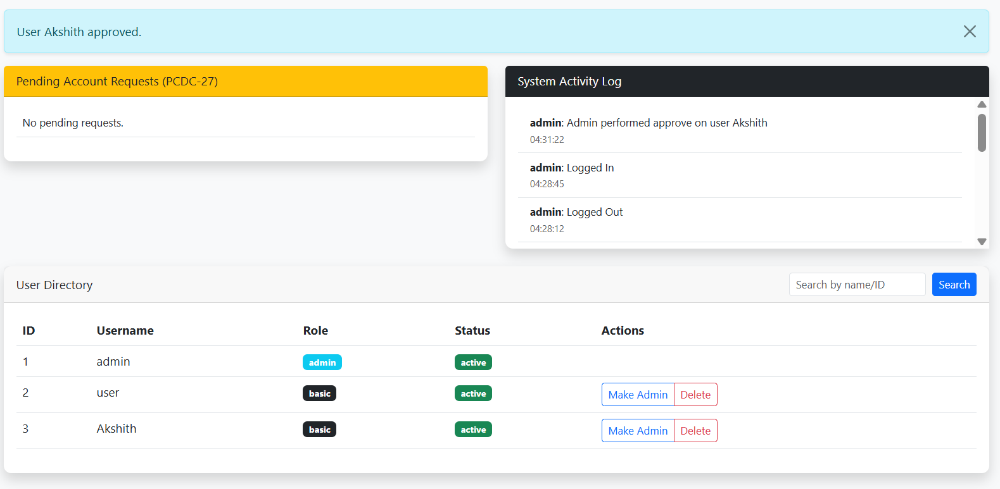 User Akshith approved.
Pending Account Requests (PCDC-27)
No pending requests.
System Activity Log
admin: Admin performed approve on user Akshith
04:31:22
admin: Logged In
04:28:45
admin: Logged Out
04:28:12
User Directory
Search by name/ID Search
ID Username Role Status Actions
1 admin admin active
2 user basic active Make Admin Delete
3 Akshith basic active Make Admin Delete